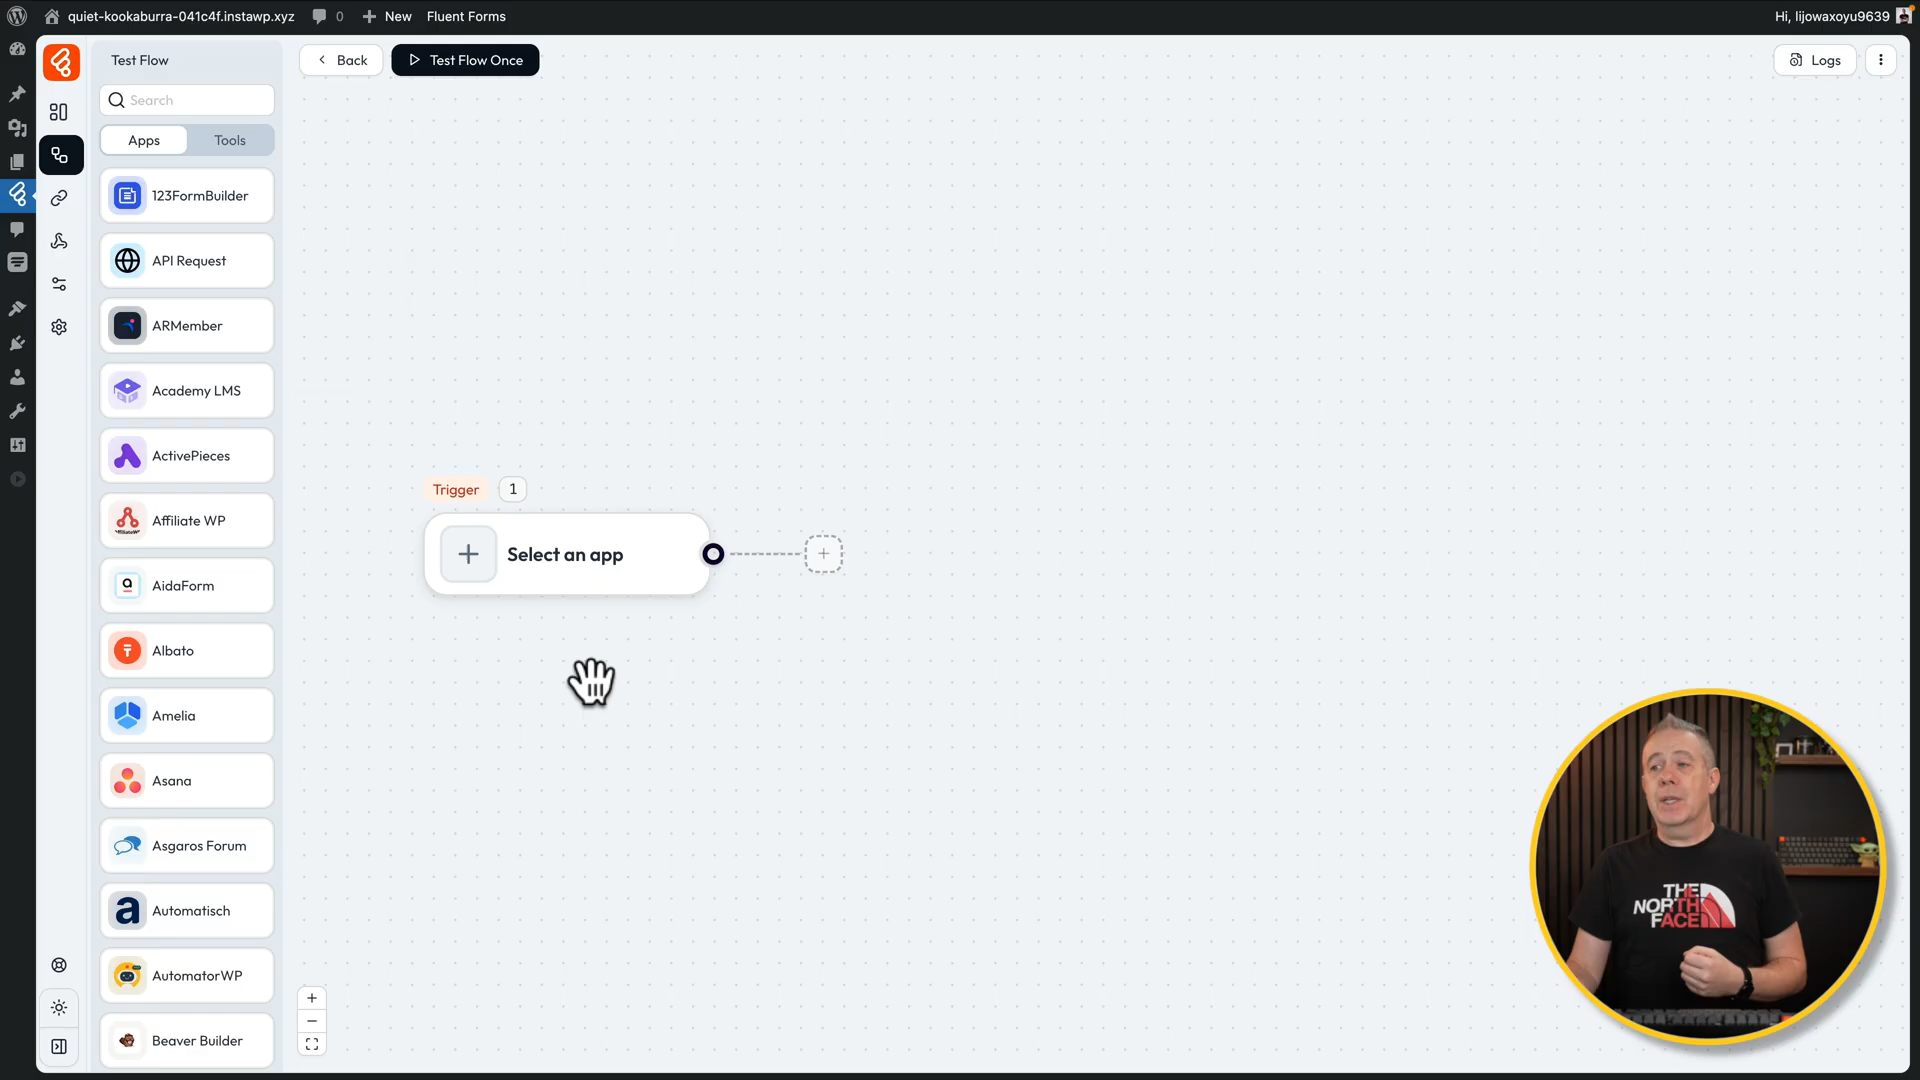 quiet-kookaburra-041c4f.instawp.xyz
0
New
Fluent Forms
Hi, lijowaxoyu9639
Test Flow
Back
Test Flow Once
Logs
Search
Apps
Tools
123FormBuilder
API Request
ARMember
Academy LMS
ActivePieces
Affiliate WP
AidaForm
Albato
Amelia
Asana
Asgaros Forum
Automatisch
AutomatorWP
Beaver Builder
Trigger
1
Select an app
THE
NORTH
FACE